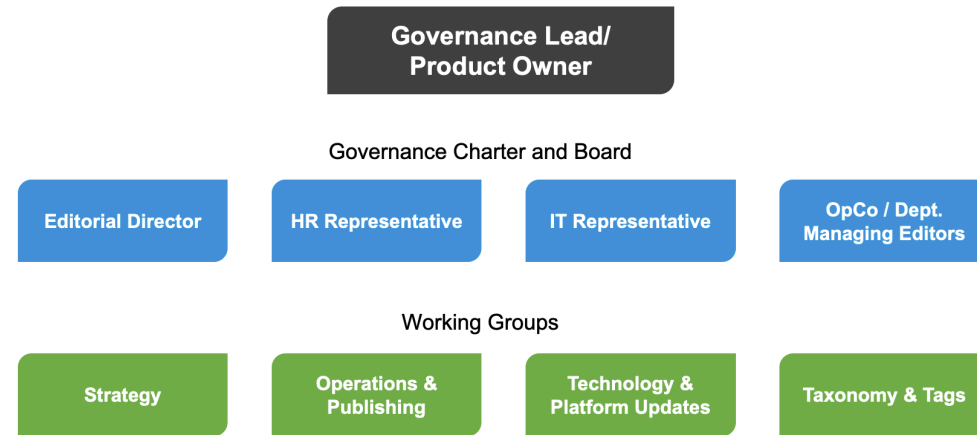 Governance Lead/
Product Owner
Governance Charter and Board
Editorial Director
HR Representative
IT Representative
OpCo / Dept.
Managing Editors
Working Groups
Strategy
Operations &
Publishing
Technology &
Platform Updates
Taxonomy & Tags